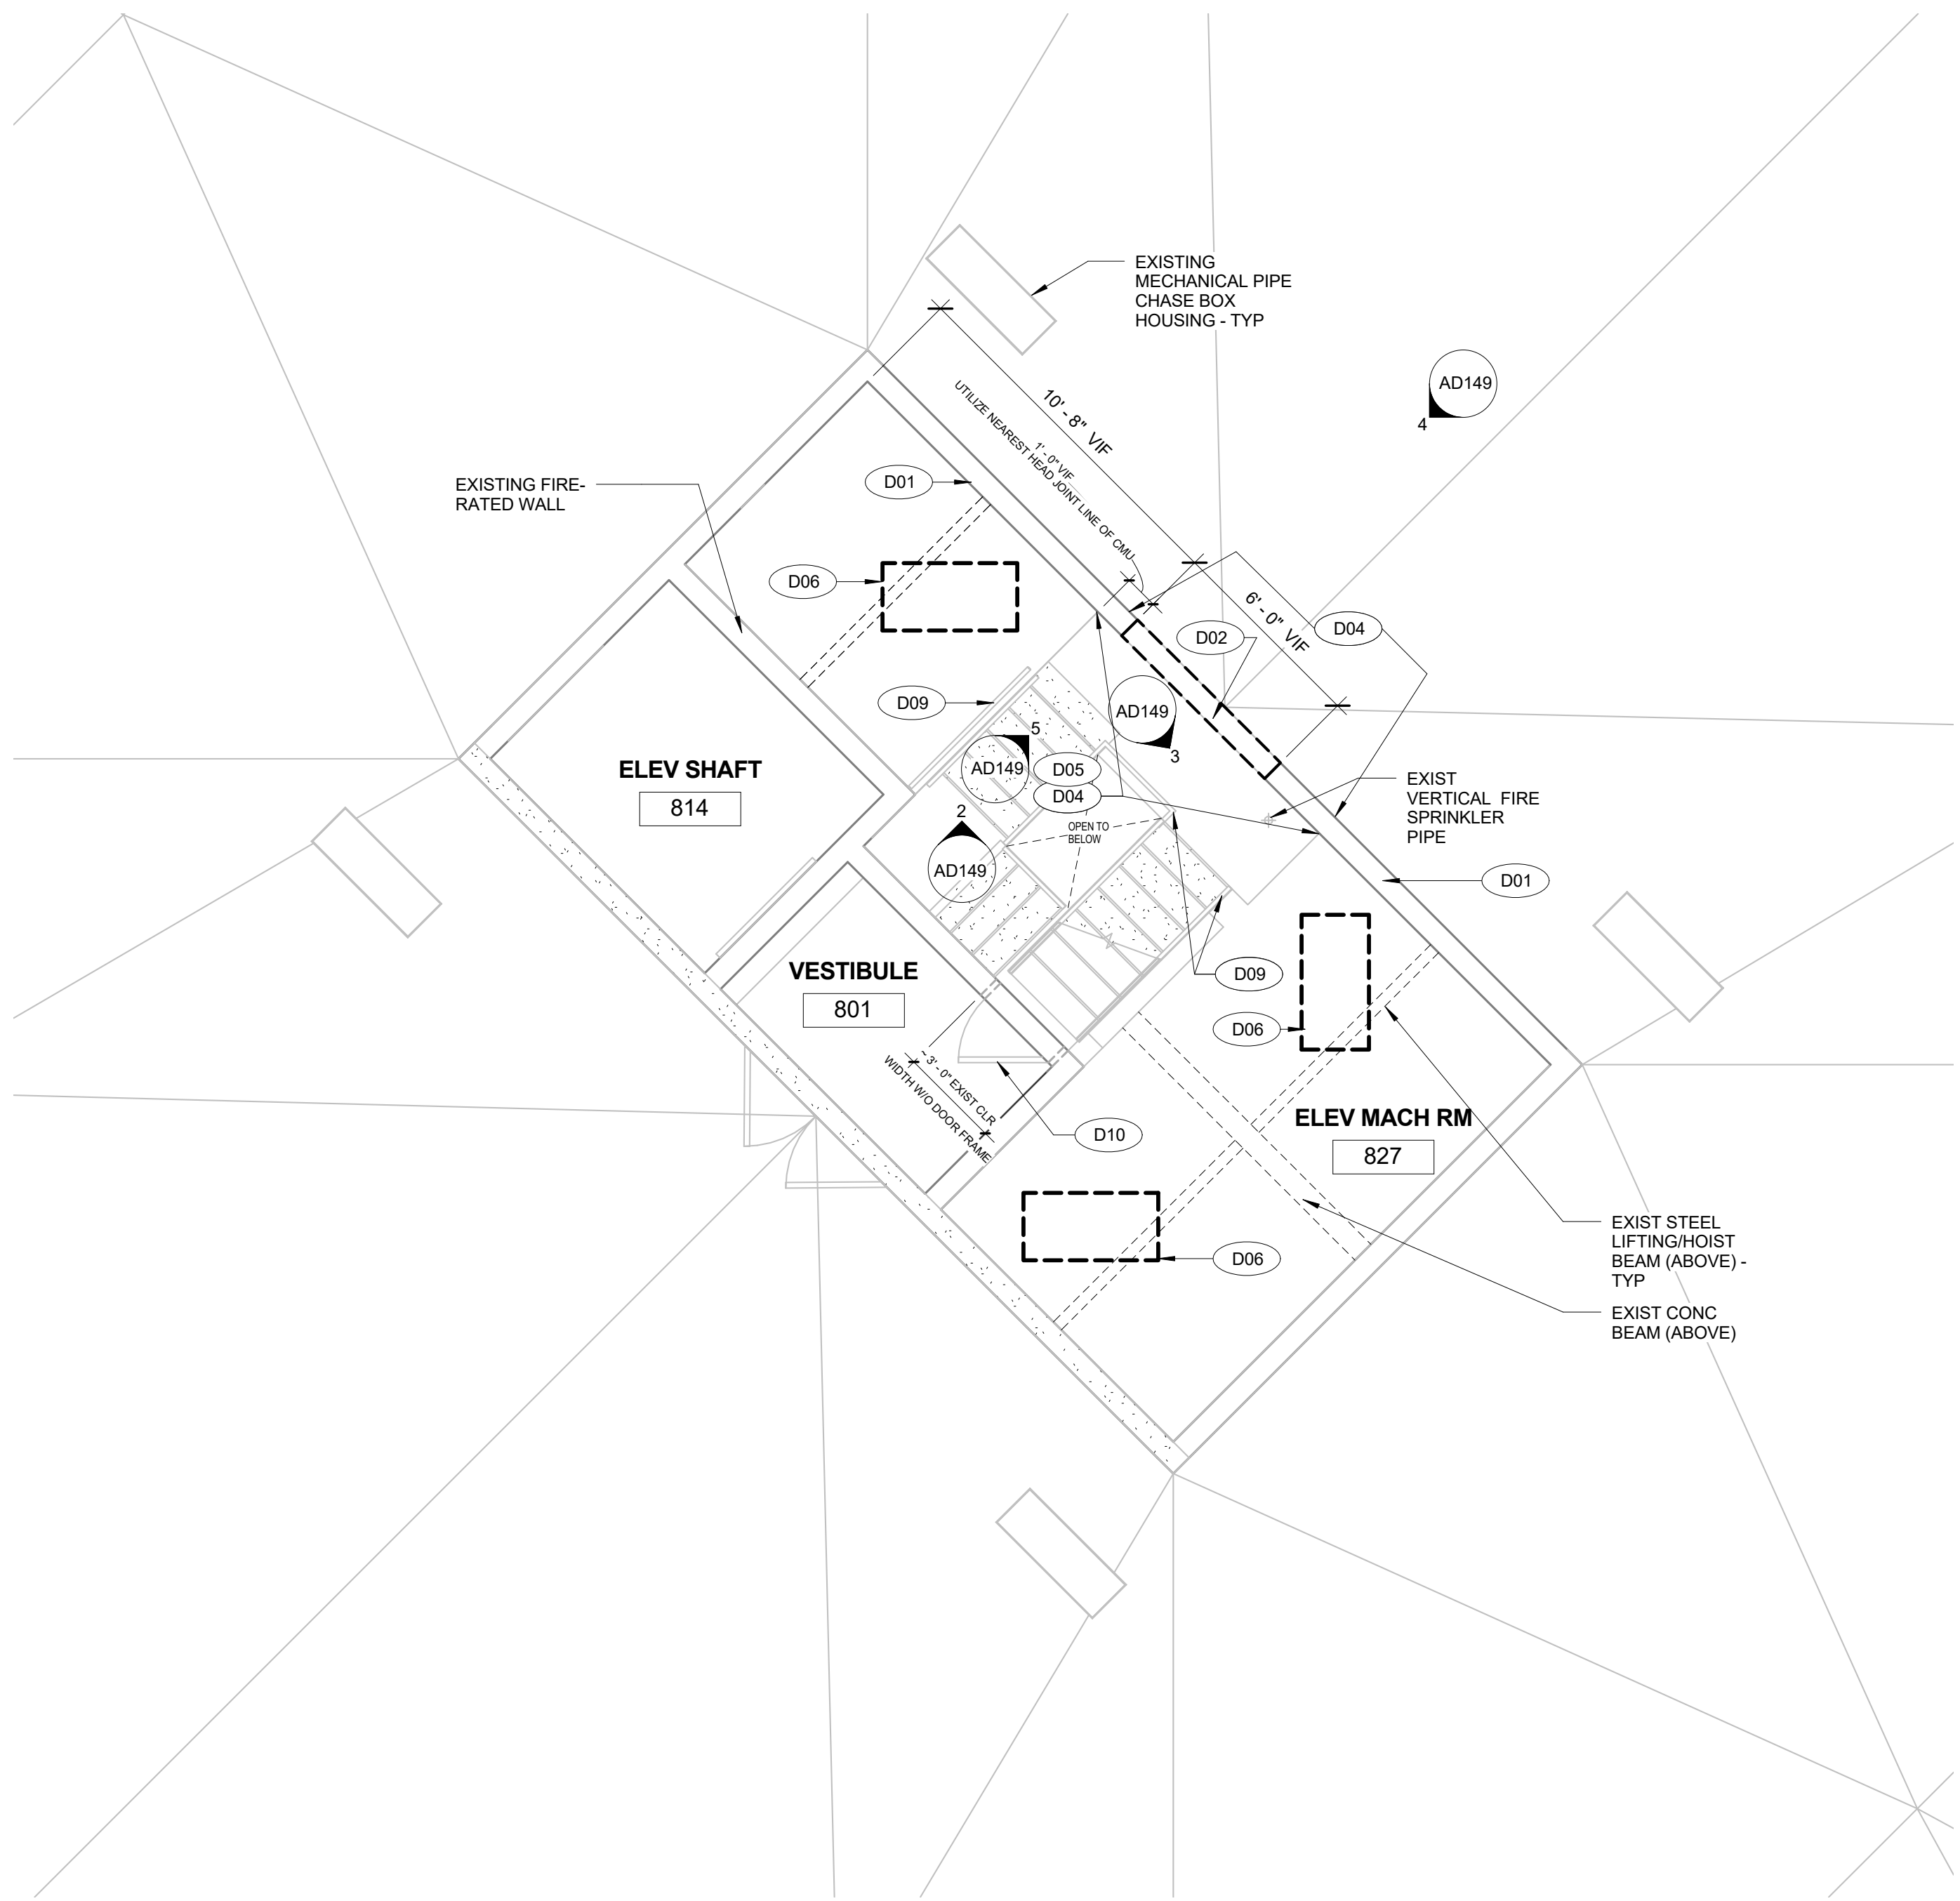 EXISTING
MECHANICAL PIPE
CHASE BOX
HOUSING - TYP
AD149
4
10' - 8" VIF
UTILIZE NEAREST HEAD JOINT LINE OF CMU
1' - 0" VIF
EXISTING FIRE-
RATED WALL
D01
D06
6' - 0" VIF
D02
D04
D09
AD149
3
5
AD149
D05
D04
ELEV SHAFT
814
EXIST
VERTICAL FIRE
SPRINKLER
PIPE
2
AD149
OPEN TO
BELOW
D01
VESTIBULE
801
D09
D06
~ 3' - 0" EXIST CLR
WIDTH W/O DOOR FRAME
D10
ELEV MACH RM
827
D06
EXIST STEEL
LIFTING/HOIST
BEAM (ABOVE) -
TYP
EXIST CONC
BEAM (ABOVE)